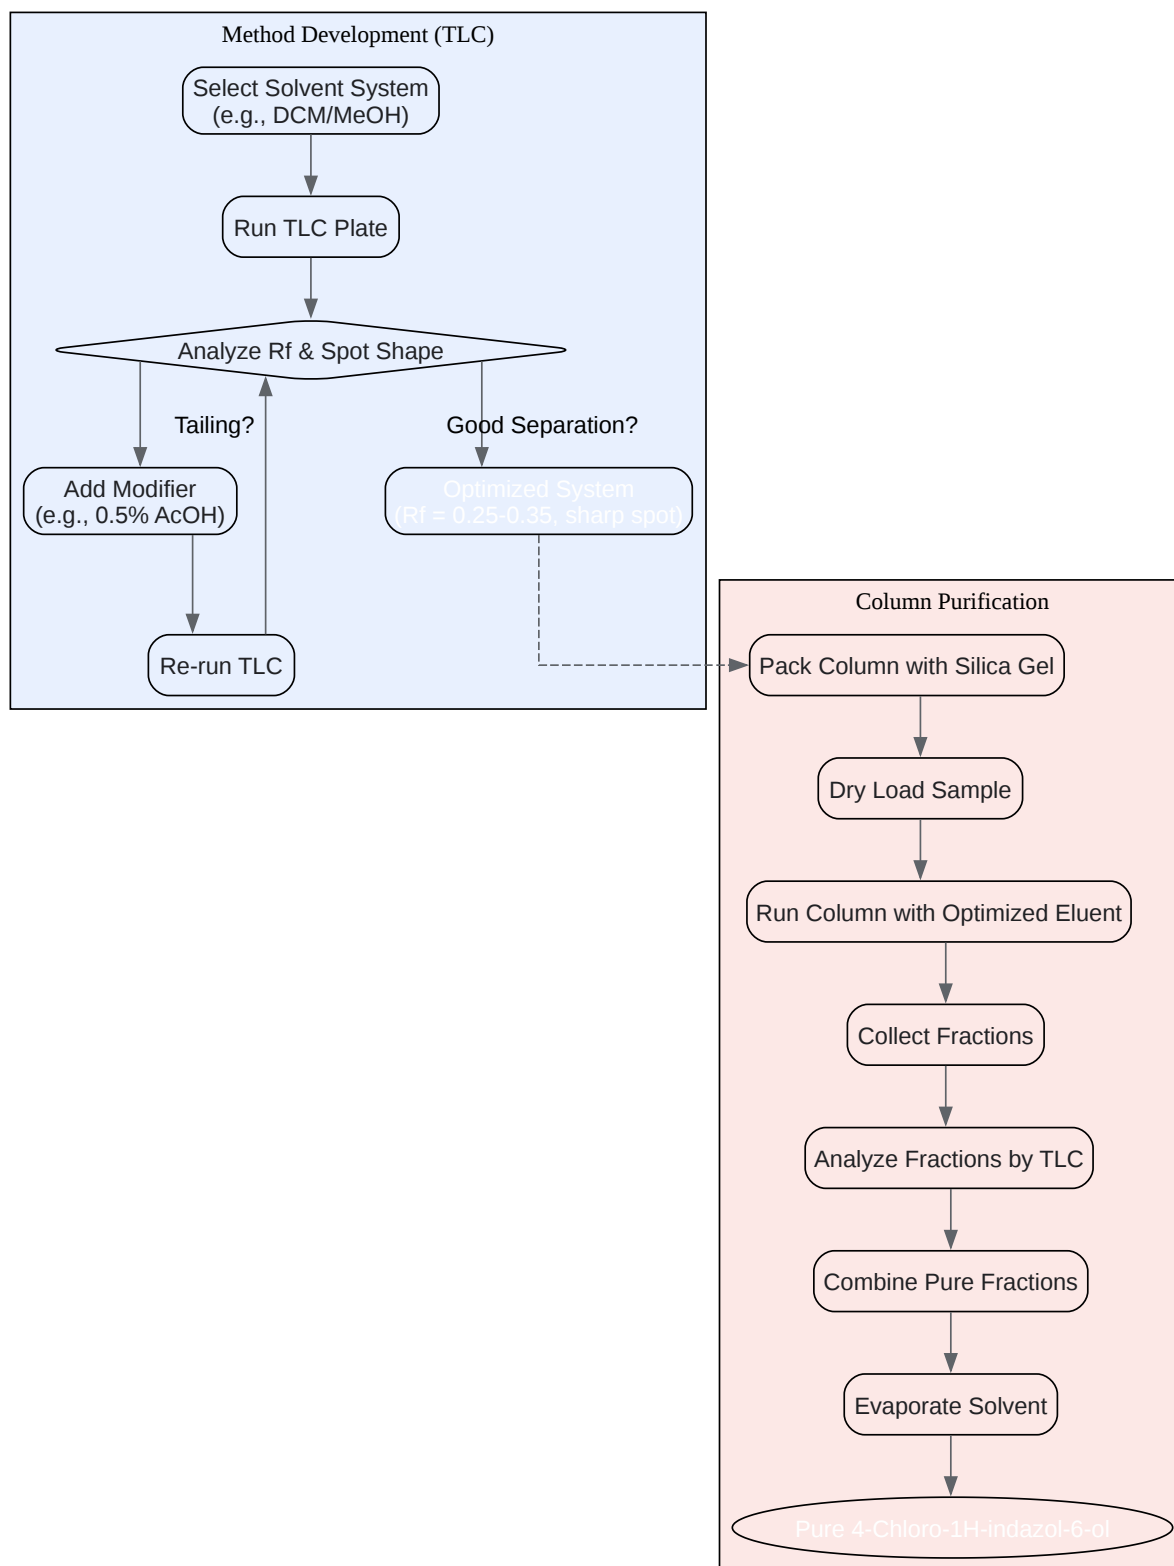 Method Development (TLC)
Select Solvent System
(e.g., DCM/MeOH)
Run TLC Plate
Analyze Rf & Spot Shape
Tailing?
Good Separation?
Add Modifier
(e.g., 0.5% AcOH)
Optimized System
(Rf = 0.25-0.35, sharp spot)
Re-run TLC
Column Purification
Pack Column with Silica Gel
Dry Load Sample
Run Column with Optimized Eluent
Collect Fractions
Analyze Fractions by TLC
Combine Pure Fractions
Evaporate Solvent
Pure 4-Chloro-1H-indazol-6-ol